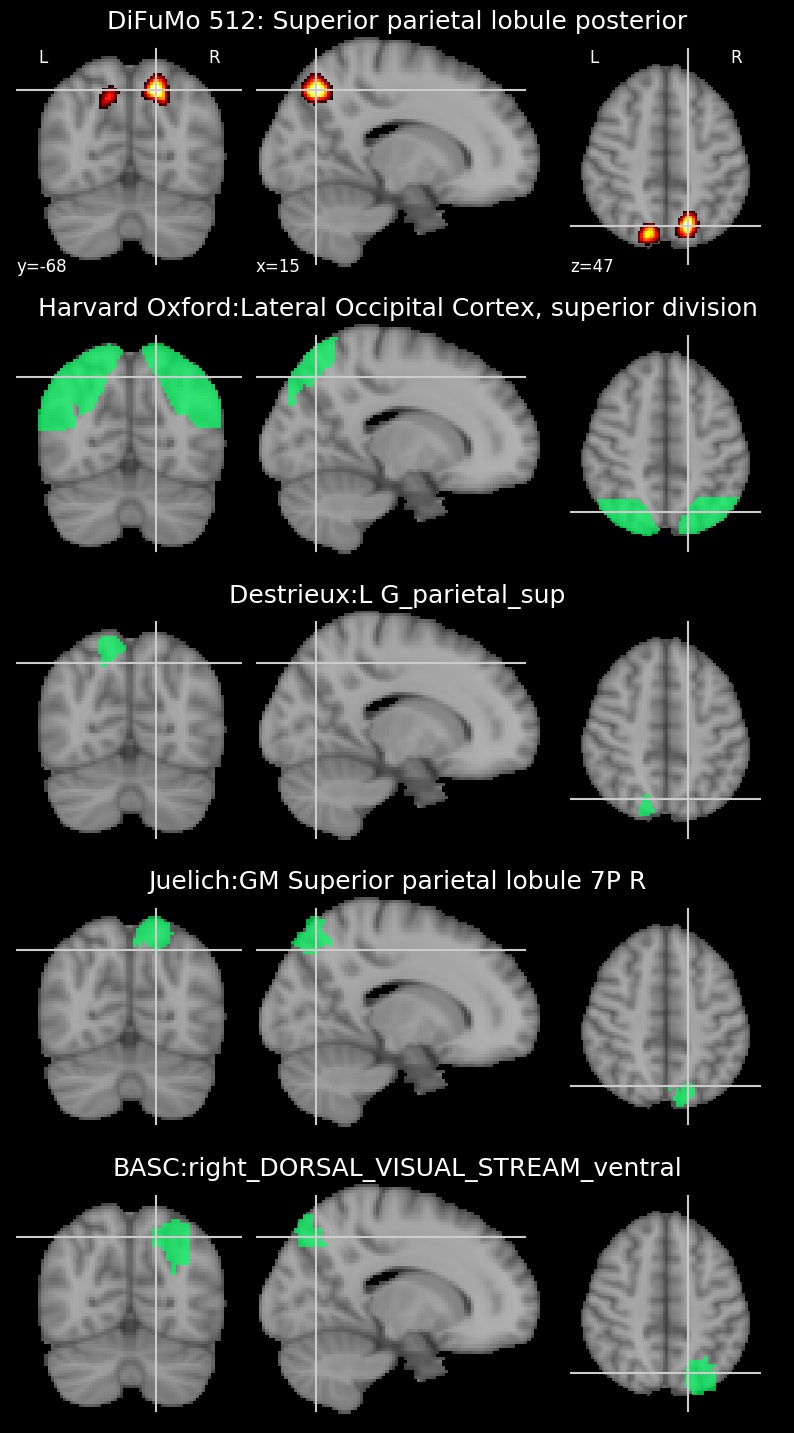 DiFuMo 512: Superior parietal lobule posterior
L R L R
y=-68 x=15 z=47
Harvard Oxford:Lateral Occipital Cortex, superior division
Destrieux:L G_parietal_sup
Juelich:GM Superior parietal lobule 7P R
BASC:right_DORSAL_VISUAL_STREAM_ventral